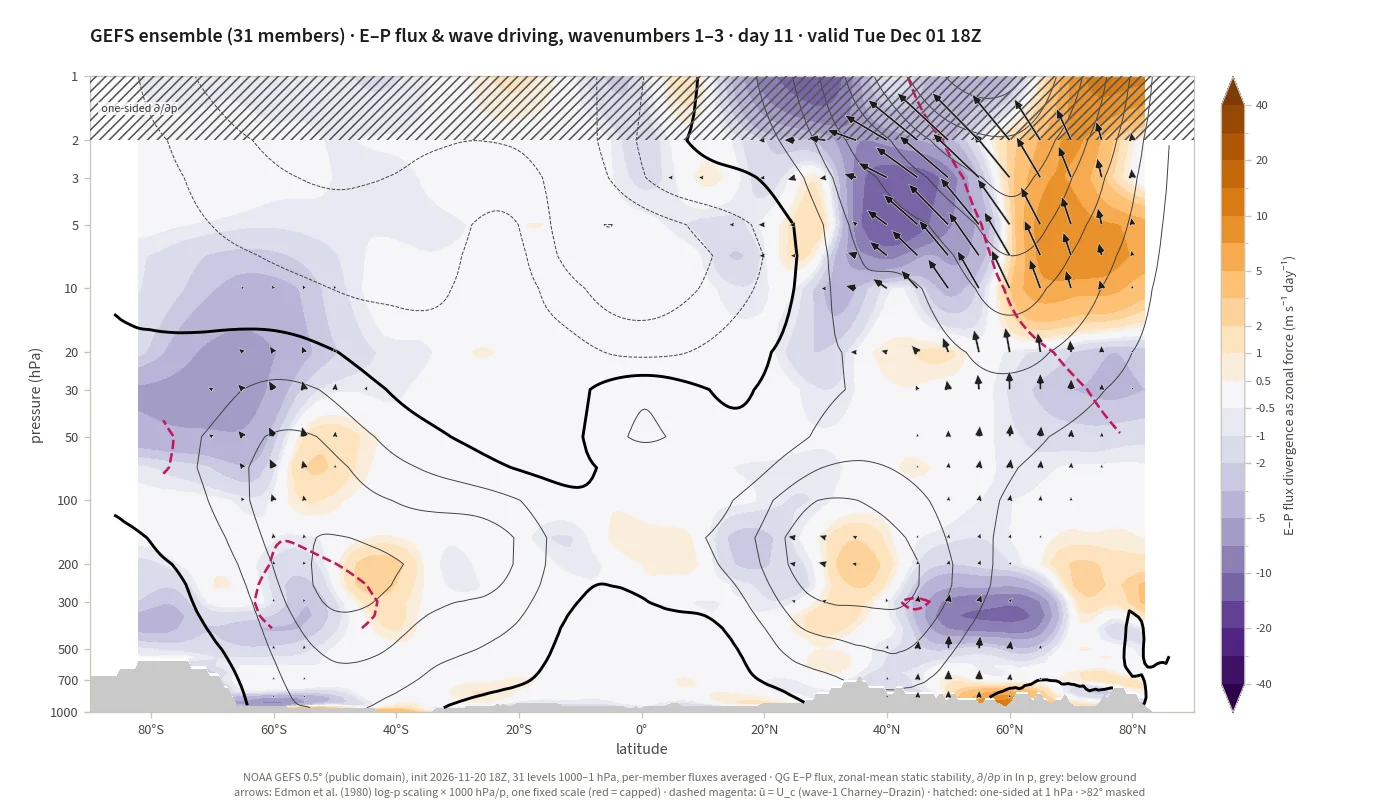 GEFS ensemble (31 members) · E–P flux & wave driving, wavenumbers 1–3 · day 11 · valid Tue Dec 01 18Z
one-sided ∂/∂p
pressure (hPa)
1
2
3
5
10
20
30
50
100
200
300
500
700
1000
80°S
60°S
40°S
20°S
0°
20°N
40°N
60°N
80°N
latitude
40
20
10
5
2
1
0.5
-0.5
-1
-2
-5
-10
-20
-40
E–P flux divergence as zonal force (m s⁻¹ day⁻¹)
NOAA GEFS 0.5° (public domain), init 2026-11-20 18Z, 31 levels 1000–1 hPa, per-member fluxes averaged · QG E–P flux, zonal-mean static stability, ∂/∂p in ln p, grey: below ground
arrows: Edmon et al. (1980) log-p scaling × 1000 hPa/p, one fixed scale (red = capped) · dashed magenta: ū = U_c (wave-1 Charney–Drazin) · hatched: one-sided at 1 hPa · >82° masked